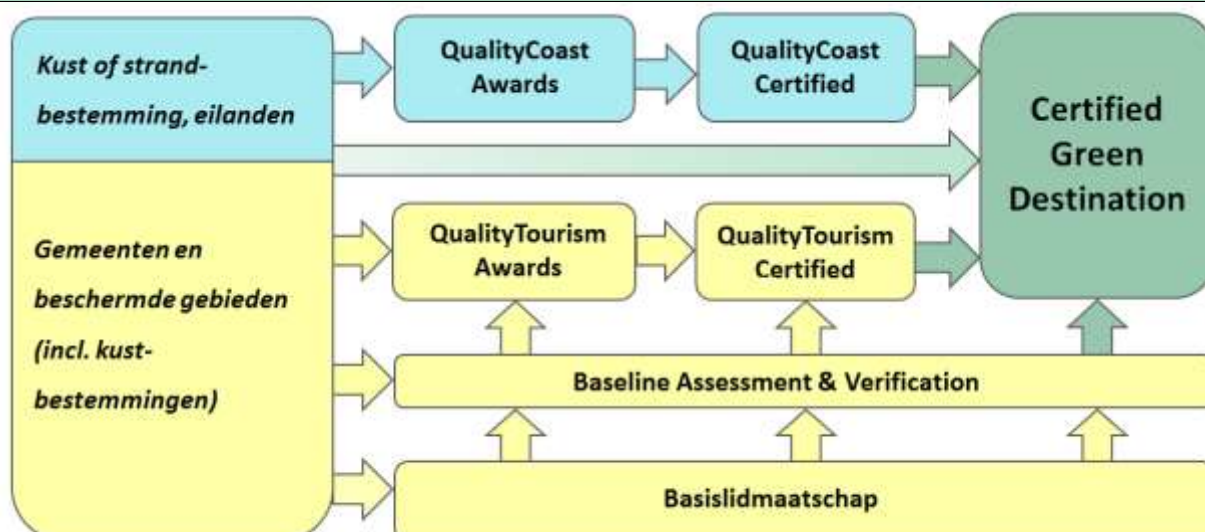 Kust of strand-
bestemming, eilanden
QualityCoast
Awards
QualityCoast
Certified
Certified
Green
Destination
Gemeenten en
beschermde gebieden
(incl. kust-
bestemmingen)
QualityTourism
Awards
QualityTourism
Certified
Baseline Assessment & Verification
Basislidmaatschap